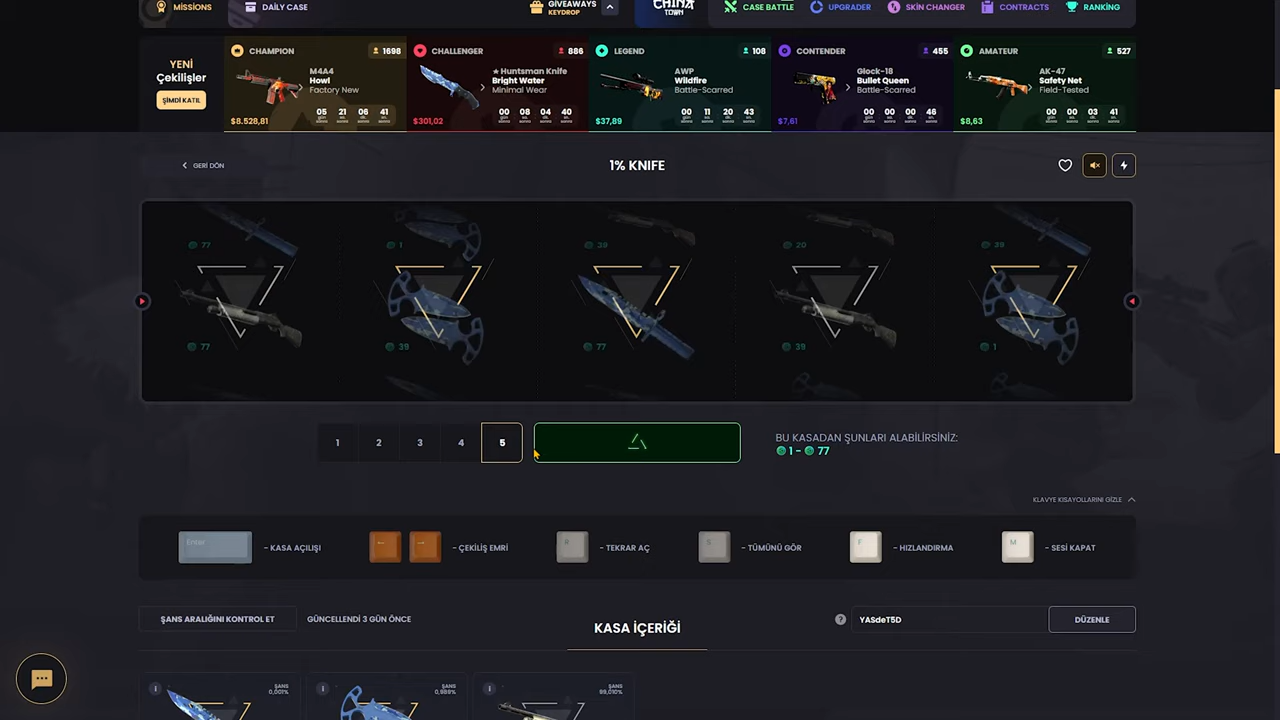 MISSIONS
DAILY CASE
GIVEAWAYS
KEYDROP
CHINA
TOWN
CASE BATTLE
UPGRADER
SKIN CHANGER
CONTRACTS
RANKING
YENİ
Çekilişler
ŞİMDİ KATIL
CHAMPION
1698
M4A4
Howl
Factory New
05 21 06 41
$8.528,81
CHALLENGER
886
★ Huntsman Knife
Bright Water
Minimal Wear
00 08 04 40
$301,02
LEGEND
108
AWP
Wildfire
Battle-Scarred
00 11 20 43
$37,89
CONTENDER
455
Glock-18
Bullet Queen
Battle-Scarred
00 00 00 46
$7,61
AMATEUR
527
AK-47
Safety Net
Field-Tested
00 00 03 41
$8,63
GERİ DÖN
1% KNIFE
77 1 39 20 39
77 39 77 39 1
1 2 3 4 5
BU KASADAN ŞUNLARI ALABİLİRSİNİZ:
1 - 77
KLAVYE KISAYOLLARINI GİZLE
Enter
- KASA AÇILIŞI
- ÇEKİLİŞ EMRİ
R
- TEKRAR AÇ
S
- TÜMÜNÜ GÖR
F
- HIZLANDIRMA
M
- SESİ KAPAT
ŞANS ARALIĞINI KONTROL ET
GÜNCELLENDİ 3 GÜN ÖNCE
KASA İÇERİĞİ
? YASdeT5D
DÜZENLE
i
ŞANS
0,001%
i
ŞANS
0,989%
i
ŞANS
99,010%